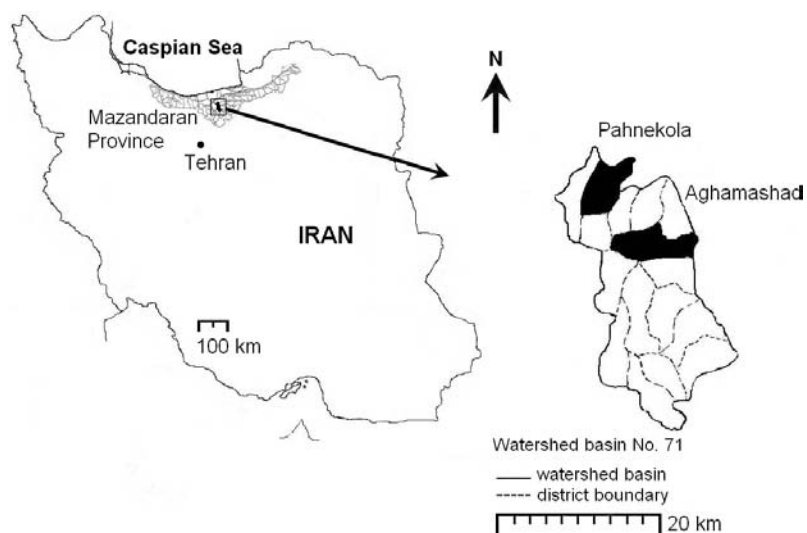 Caspian Sea
Mazandaran
Province
Tehran
IRAN
100 km
N
Pahnekola
Aghamashad
Watershed basin No. 71
watershed basin
district boundary
20 km